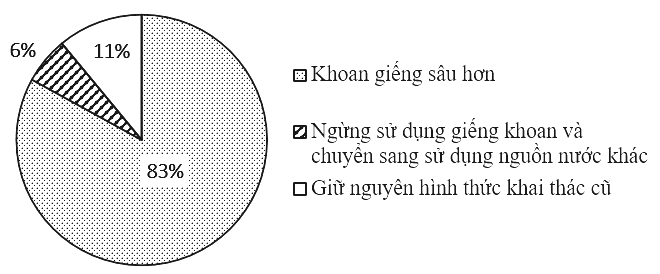 6%
11%
83%
Khoan giếng sâu hơn
Ngừng sử dụng giếng khoan và
chuyển sang sử dụng nguồn nước khác
Giữ nguyên hình thức khai thác cũ